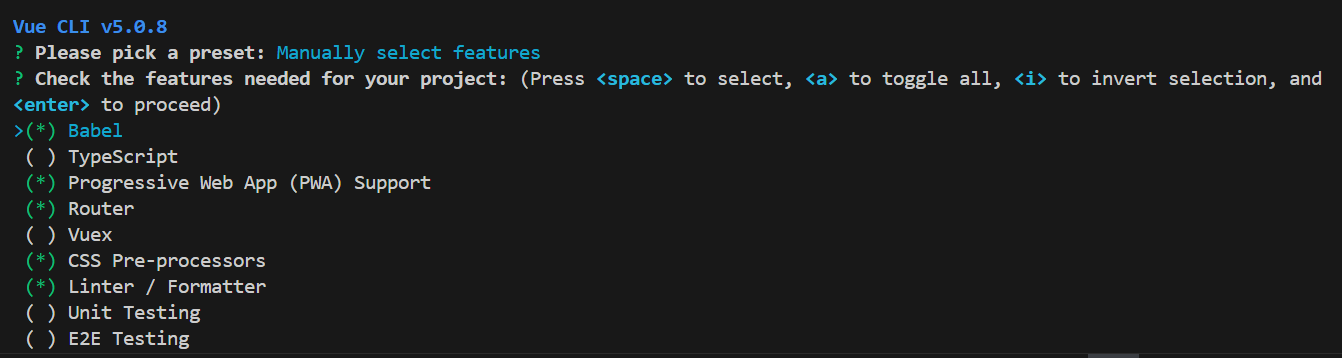 Vue CLI v5.0.8
? Please pick a preset: Manually select features
? Check the features needed for your project: (Press <space> to select, <a> to toggle all, <i> to invert selection, and
<enter> to proceed)
>(*) Babel
( ) TypeScript
(*) Progressive Web App (PWA) Support
(*) Router
( ) Vuex
(*) CSS Pre-processors
(*) Linter / Formatter
( ) Unit Testing
( ) E2E Testing